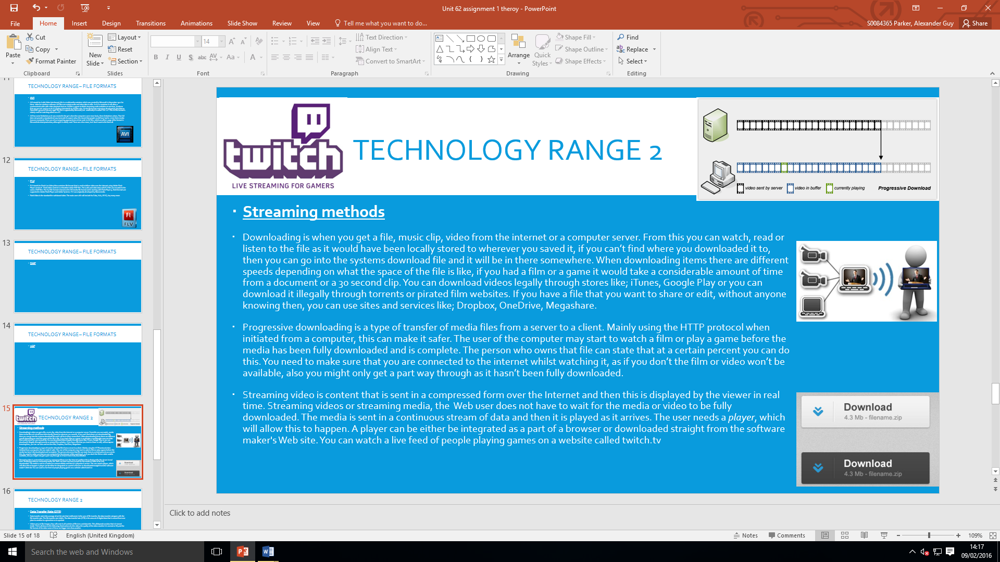 Unit 62 assignment 1 theroy - PowerPoint
File Home Insert Design Transitions Animations Slide Show Review View Tell me what you want to do... S0084365 Parker, Alexander Guy Share
Paste
Cut
Copy
Format Painter
Clipboard
New
Slide
Layout
Reset
Section
Slides
14
Font
Text Direction
Align Text
Convert to SmartArt
Paragraph
Arrange
Quick
Styles
Shape Fill
Shape Outline
Shape Effects
Drawing
Find
Replace
Select
Editing
TECHNOLOGY RANGE– FILE FORMATS
AVI
AVI
12
TECHNOLOGY RANGE– FILE FORMATS
FLV
FLV
13
TECHNOLOGY RANGE– FILE FORMATS
SWF
14
TECHNOLOGY RANGE– FILE FORMATS
15
TECHNOLOGY RANGE 2
Streaming methods
16
TECHNOLOGY RANGE 2
Data Transfer Rate (DTR)
twitch
LIVE STREAMING FOR GAMERS
TECHNOLOGY RANGE 2
video sent by server video in buffer currently playing Progressive Download
Streaming methods
Downloading is when you get a file, music clip, video from the internet or a computer server. From this you can watch, read or
listen to the file as it would have been locally stored to wherever you saved it, if you can’t find where you downloaded it to,
then you can go into the systems download file and it will be in there somewhere. When downloading items there are different
speeds depending on what the space of the file is like, if you had a film or a game it would take a considerable amount of time
from a document or a 30 second clip. You can download videos legally through stores like; iTunes, Google Play or you can
download it illegally through torrents or pirated film websites. If you have a file that you want to share or edit, without anyone
knowing then, you can use sites and services like; Dropbox, OneDrive, Megashare.
Progressive downloading is a type of transfer of media files from a server to a client. Mainly using the HTTP protocol when
initiated from a computer, this can make it safer. The user of the computer may start to watch a film or play a game before the
media has been fully downloaded and is complete. The person who owns that file can state that at a certain percent you can do
this. You need to make sure that you are connected to the internet whilst watching it, as if you don’t the film or video won’t be
available, also you might only get a part way through as it hasn’t been fully downloaded.
Streaming video is content that is sent in a compressed form over the Internet and then this is displayed by the viewer in real
time. Streaming videos or streaming media, the Web user does not have to wait for the media or video to be fully
downloaded. The media is sent in a continuous stream of data and then it is played as it arrives. The user needs a player, which
will allow this to happen. A player can be either be integrated as a part of a browser or downloaded straight from the software
maker's Web site. You can watch a live feed of people playing games on a website called twitch.tv
Download
4.3 Mb - filename.zip
Download
4.3 Mb - filename.zip
Click to add notes
Slide 15 of 18 English (United Kingdom) Notes Comments 109%
Search the web and Windows
14:17
09/02/2016